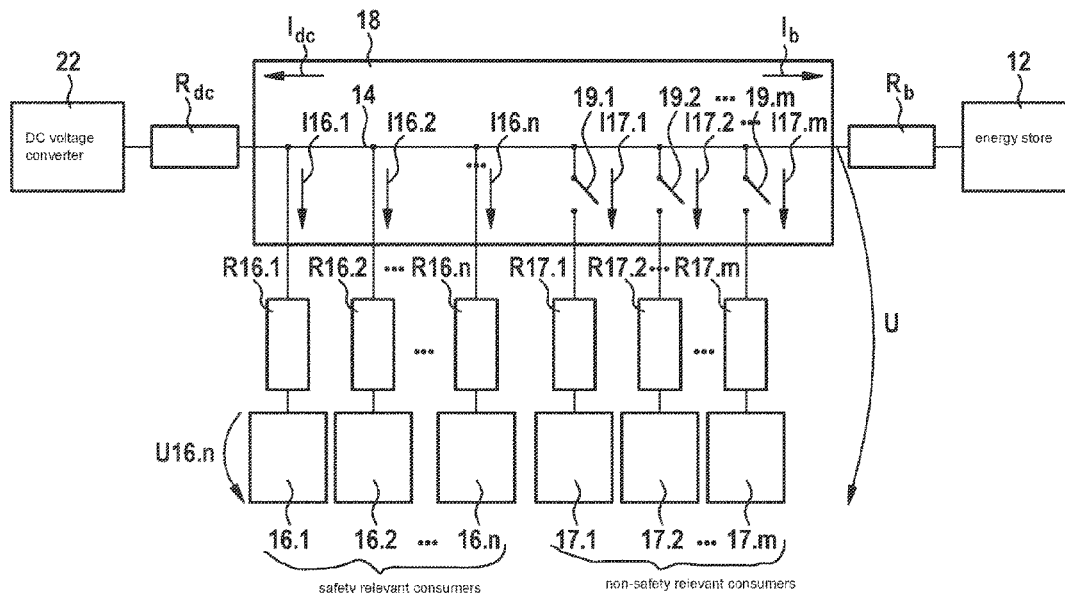 22
I_dc
18
I_b
12
R_dc
14
19.1
19.2 ··· 19.m
R_b
DC voltage
converter
I16.1
I16.2
I16.n
I17.1
I17.2 ··· I17.m
energy store
...
R16.1
R16.2 ··· R16.n
R17.1
R17.2 ··· R17.m
U
...
...
U16.n
16.1
16.2 ... 16.n
17.1
17.2 ... 17.m
safety relevant consumers
non-safety relevant consumers